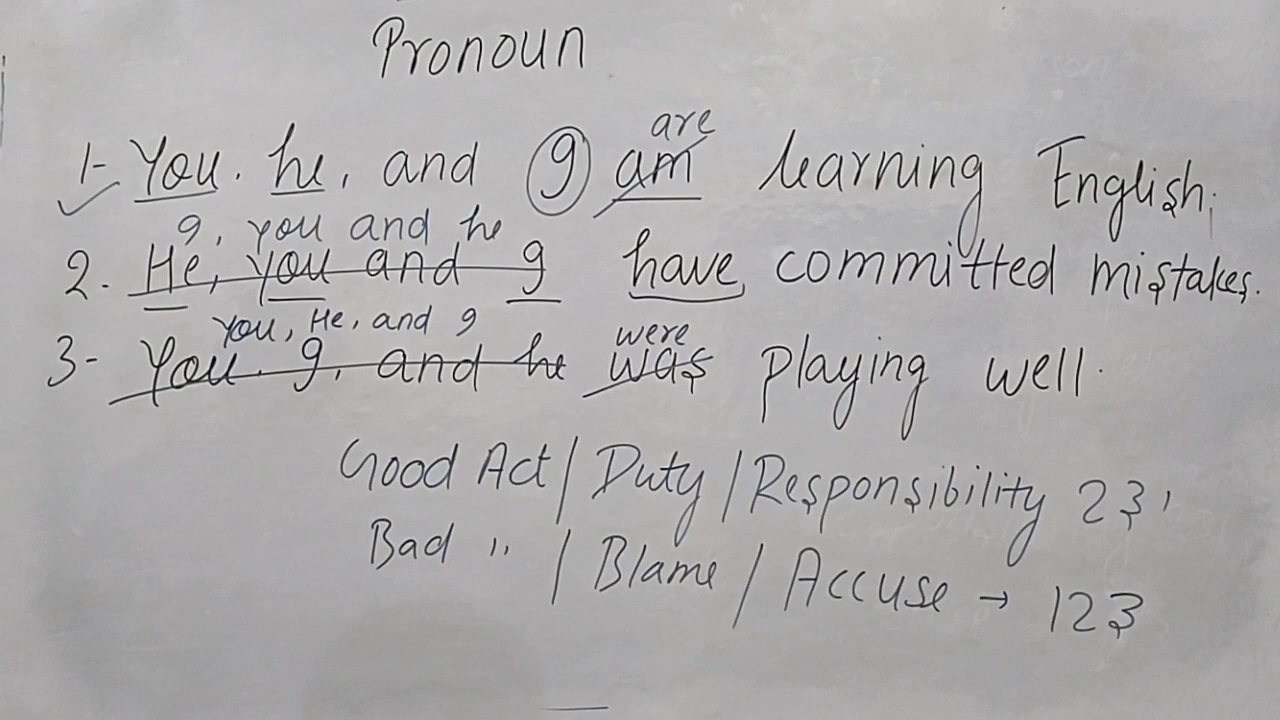 Pronoun
are
1- You, he, and I am learning English.
I, you and he
2. He, you and I have committed mistakes.
You, He, and I were
3- You, I, and he was playing well.
Good Act / Duty / Responsibility 231
Bad " / Blame / Accuse → 123